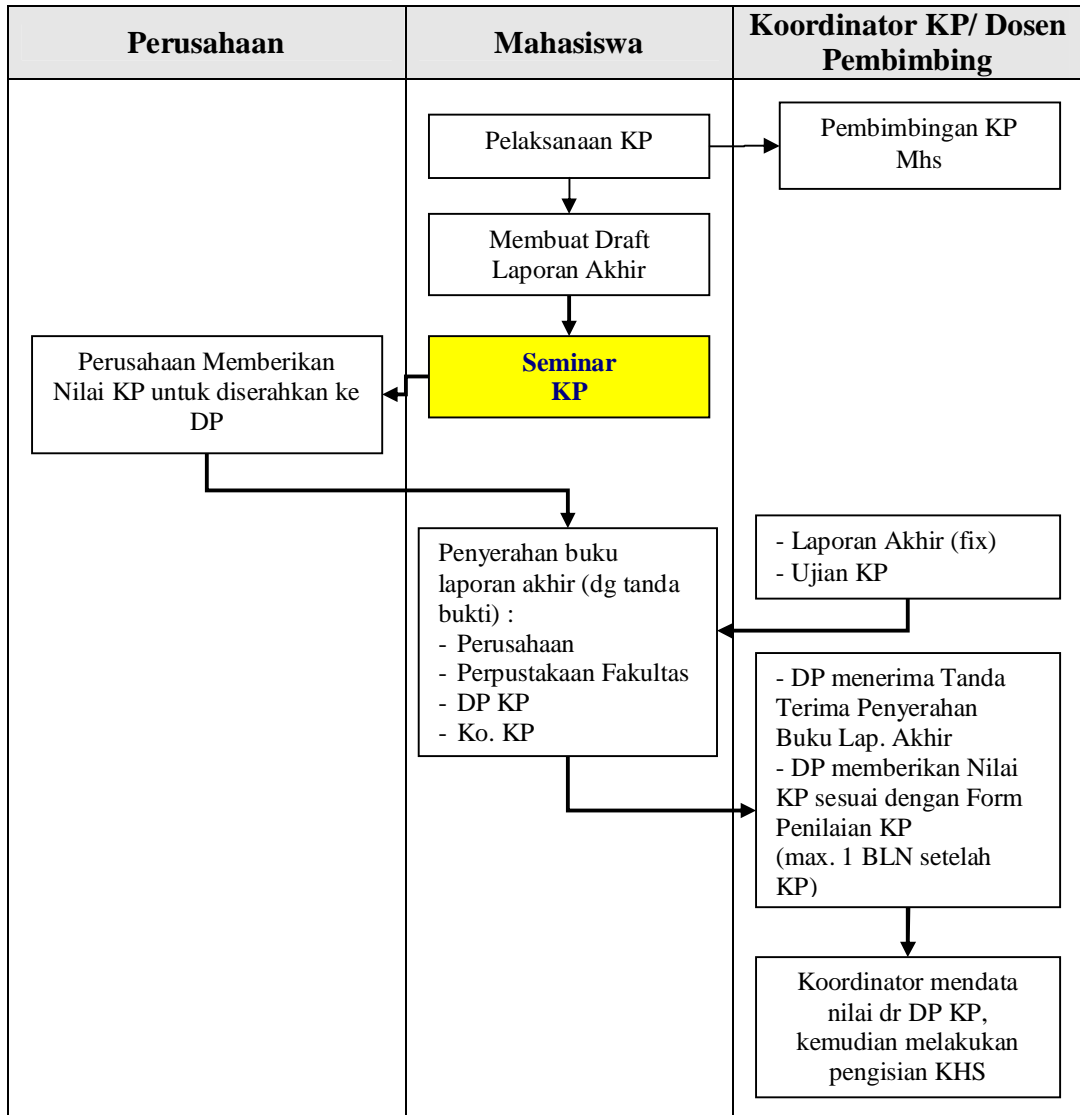 Perusahaan
Mahasiswa
Koordinator KP/ Dosen
Pembimbing
Pelaksanaan KP
Pembimbingan KP
Mhs
Membuat Draft
Laporan Akhir
Seminar
KP
Perusahaan Memberikan
Nilai KP untuk diserahkan ke
DP
- Laporan Akhir (fix)
- Ujian KP
Penyerahan buku
laporan akhir (dg tanda
bukti) :
- Perusahaan
- Perpustakaan Fakultas
- DP KP
- Ko. KP
- DP menerima Tanda
Terima Penyerahan
Buku Lap. Akhir
- DP memberikan Nilai
KP sesuai dengan Form
Penilaian KP
(max. 1 BLN setelah
KP)
Koordinator mendata
nilai dr DP KP,
kemudian melakukan
pengisian KHS